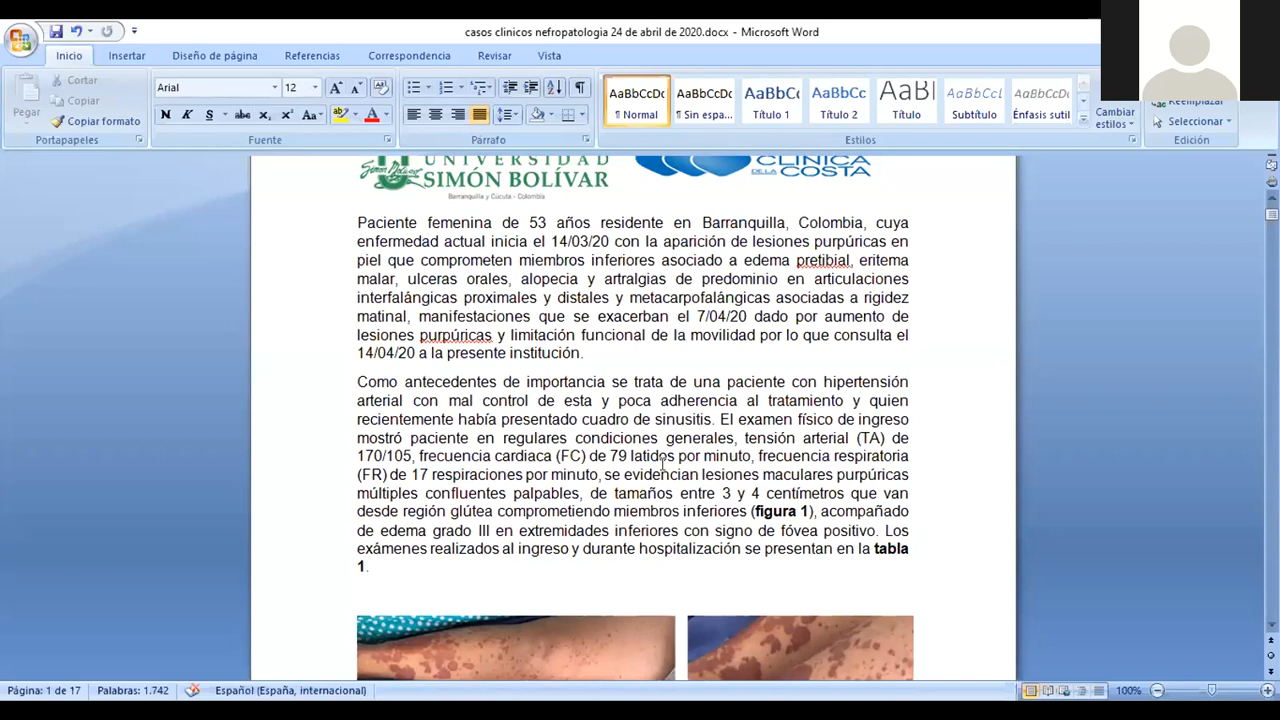 casos clinicos nefropatologia 24 de abril de 2020.docx - Microsoft Word
Inicio Insertar Diseño de página Referencias Correspondencia Revisar Vista
Cortar
Copiar
Pegar
Copiar formato
Arial 12
N K S abc x₂ x² Aa
AaBbCcDc AaBbCcDc AaBbC AaBbCc AaBl AaBbCcL AaBbCcDc
¶ Normal ¶ Sin espa... Título 1 Título 2 Título Subtítulo Énfasis sutil
Cambiar estilos
Reemplazar
Seleccionar
Portapapeles Fuente Párrafo Estilos Edición
UNIVERSIDAD
SIMÓN BOLÍVAR
Barranquilla y Cúcuta - Colombia
CLINICA
DE LA COSTA
Paciente femenina de 53 años residente en Barranquilla, Colombia, cuya
enfermedad actual inicia el 14/03/20 con la aparición de lesiones purpúricas en
piel que comprometen miembros inferiores asociado a edema pretibial, eritema
malar, ulceras orales, alopecia y artralgias de predominio en articulaciones
interfalángicas proximales y distales y metacarpofalángicas asociadas a rigidez
matinal, manifestaciones que se exacerban el 7/04/20 dado por aumento de
lesiones purpúricas y limitación funcional de la movilidad por lo que consulta el
14/04/20 a la presente institución.
Como antecedentes de importancia se trata de una paciente con hipertensión
arterial con mal control de esta y poca adherencia al tratamiento y quien
recientemente había presentado cuadro de sinusitis. El examen físico de ingreso
mostró paciente en regulares condiciones generales, tensión arterial (TA) de
170/105, frecuencia cardiaca (FC) de 79 latidos por minuto, frecuencia respiratoria
(FR) de 17 respiraciones por minuto, se evidencian lesiones maculares purpúricas
múltiples confluentes palpables, de tamaños entre 3 y 4 centímetros que van
desde región glútea comprometiendo miembros inferiores (figura 1), acompañado
de edema grado III en extremidades inferiores con signo de fóvea positivo. Los
exámenes realizados al ingreso y durante hospitalización se presentan en la tabla
1.
Página: 1 de 17 Palabras: 1.742 Español (España, internacional) 100%